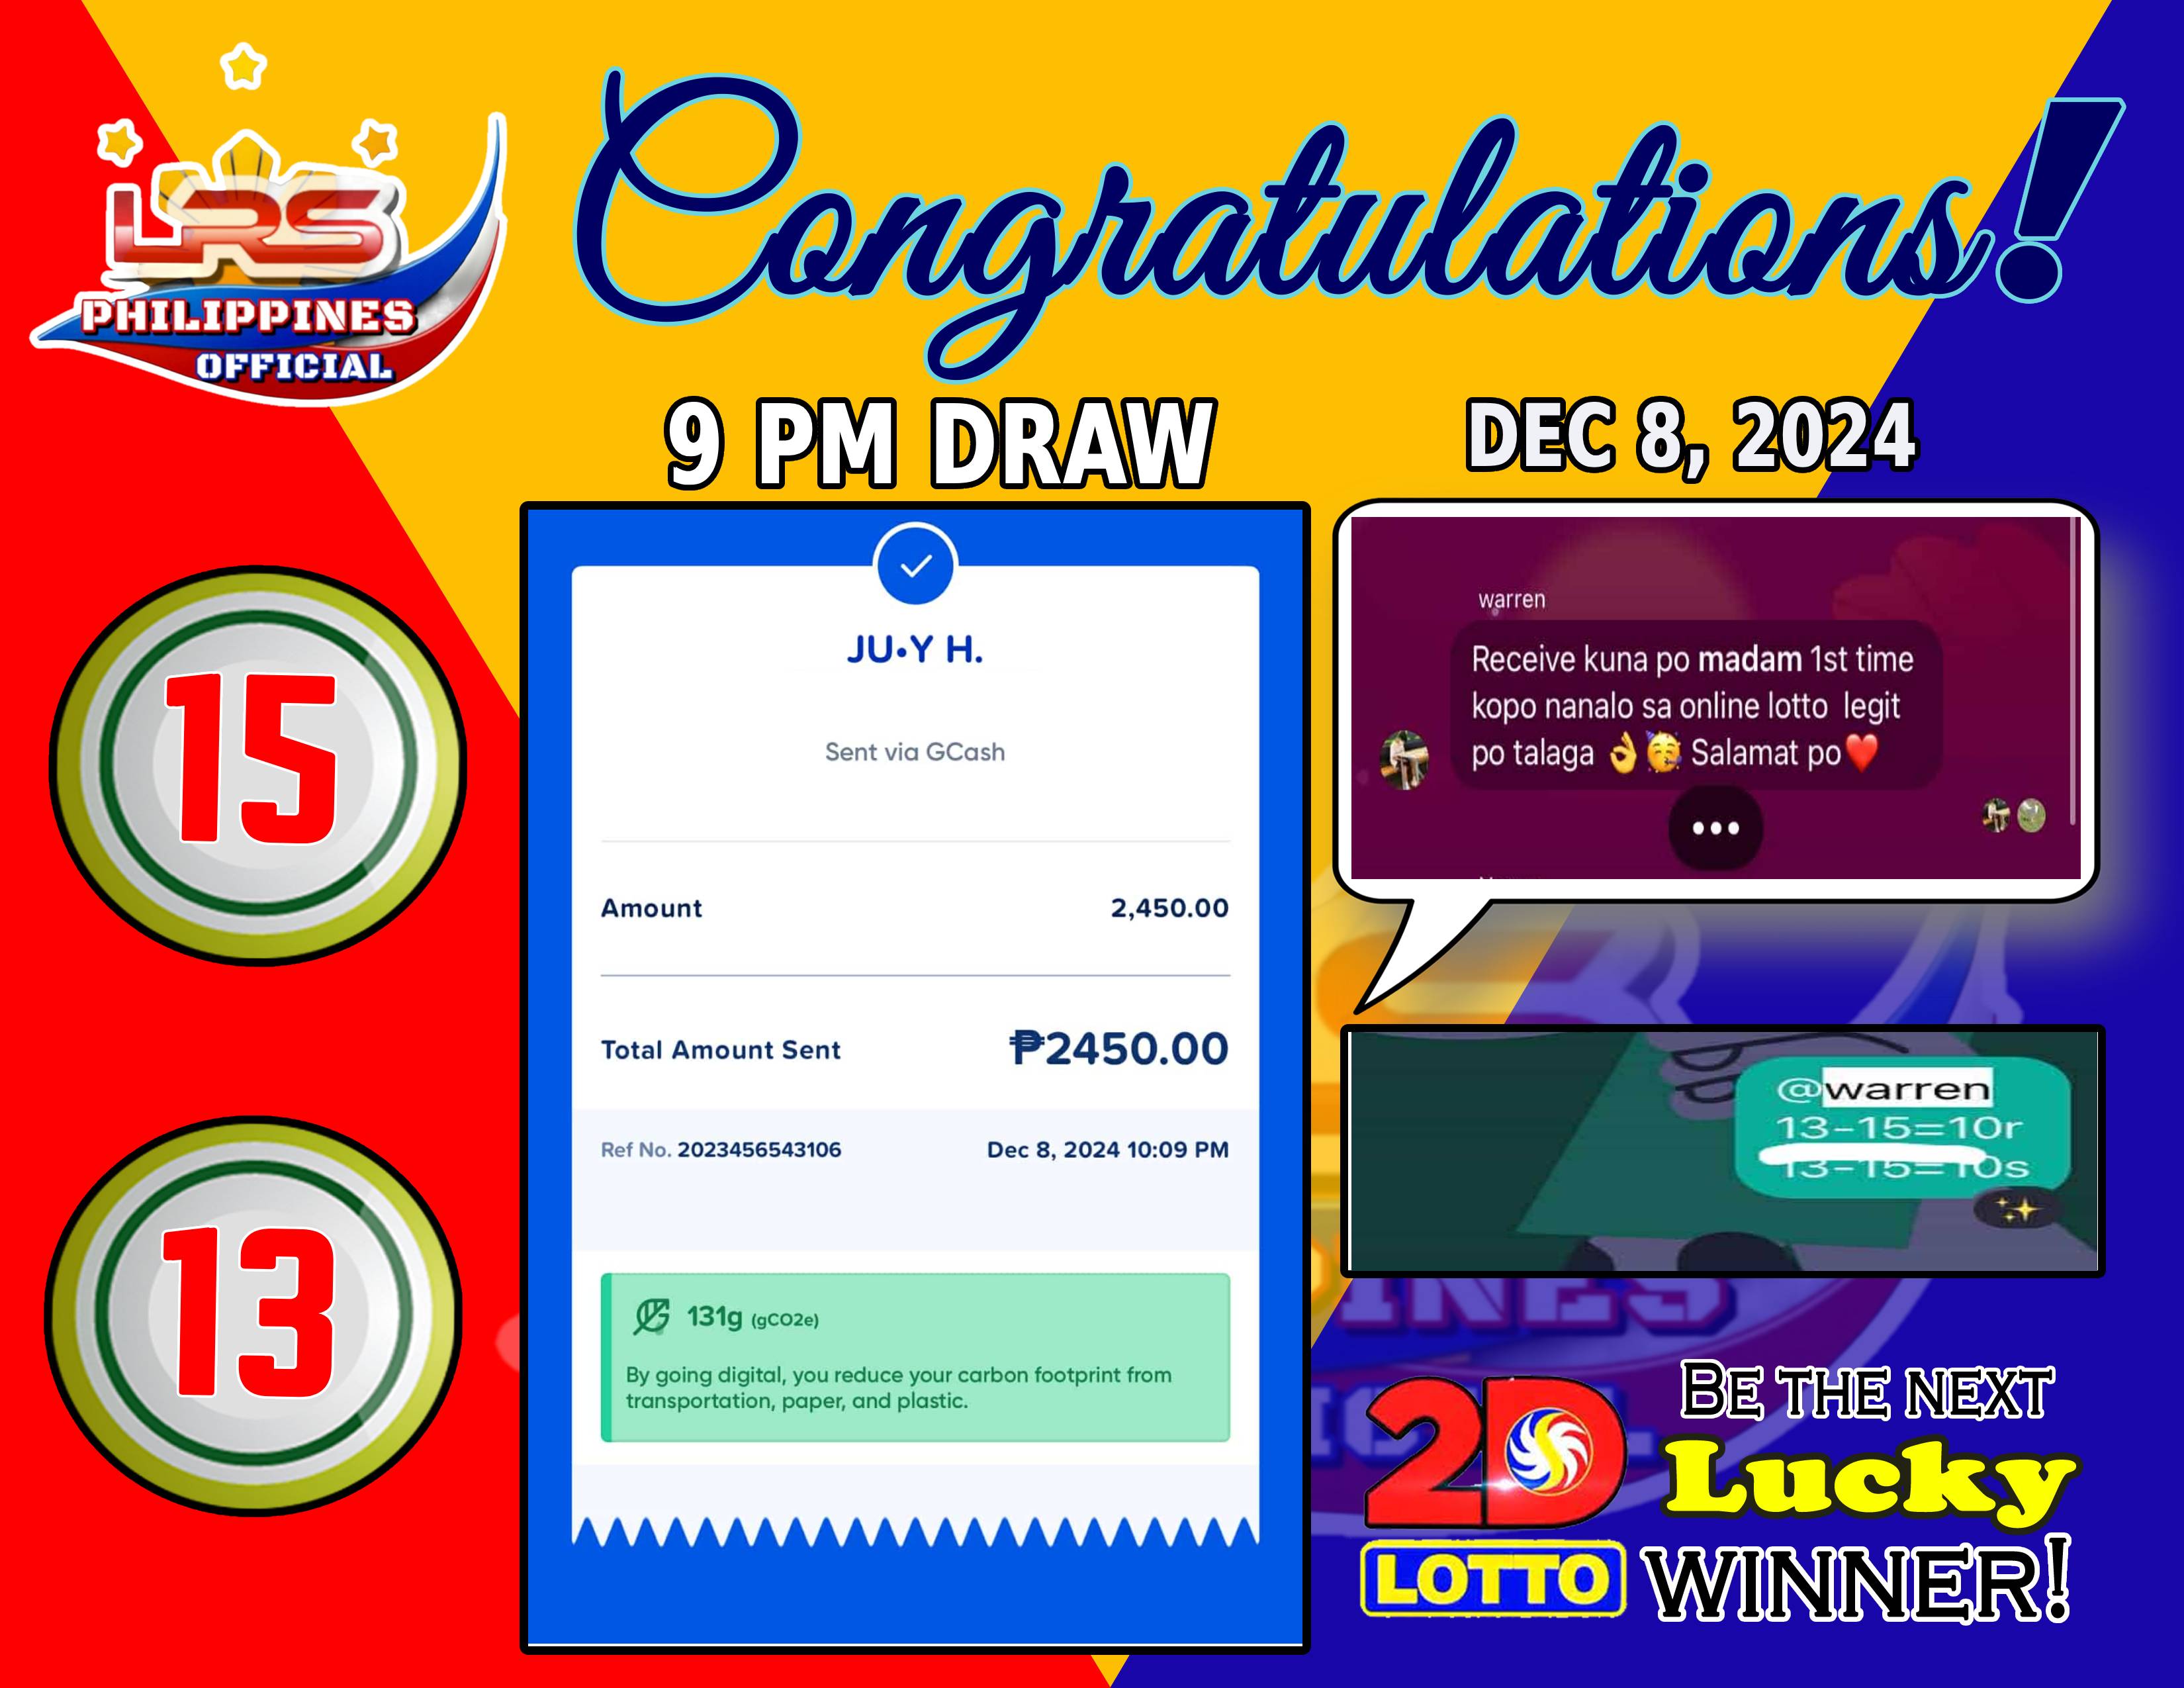 LRS
PHILIPPINES
OFFICIAL
Congratulations!
9 PM DRAW
DEC 8, 2024
15
13
JU•Y H.
Sent via GCash
Amount 2,450.00
Total Amount Sent ₱2450.00
Ref No. 2023456543106 Dec 8, 2024 10:09 PM
131g (gCO2e)
By going digital, you reduce your carbon footprint from
transportation, paper, and plastic.
warren
Receive kuna po madam 1st time
kopo nanalo sa online lotto legit
po talaga 👌🥳 Salamat po❤️
@warren
13-15=10r
13-15=10s
2D
LOTTO
BE THE NEXT
Lucky
WINNER!